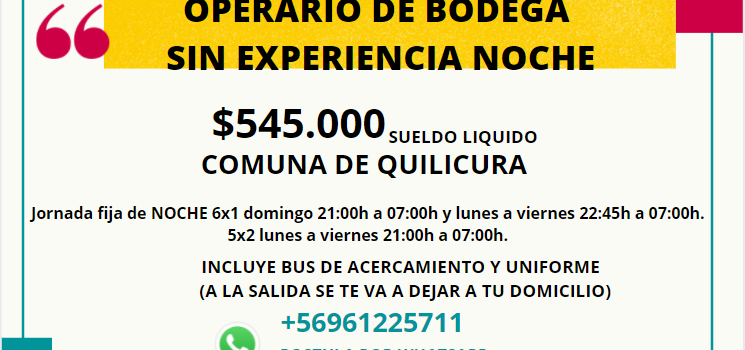 OPERARIO DE BODEGA
SIN EXPERIENCIA NOCHE
$545.000 SUELDO LIQUIDO
COMUNA DE QUILICURA
Jornada fija de NOCHE 6x1 domingo 21:00h a 07:00h y lunes a viernes 22:45h a 07:00h.
5x2 lunes a viernes 21:00h a 07:00h.
INCLUYE BUS DE ACERCAMIENTO Y UNIFORME
(A LA SALIDA SE TE VA A DEJAR A TU DOMICILIO)
+56961225711